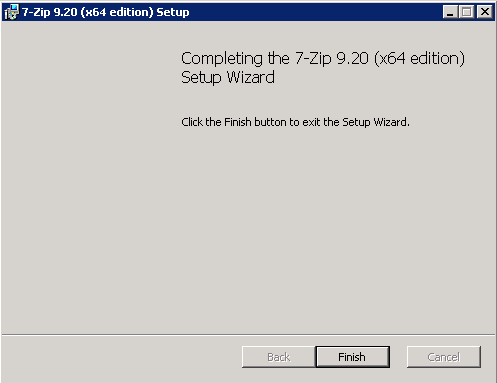 7-Zip 9.20 (x64 edition) Setup
Completing the 7-Zip 9.20 (x64 edition)
Setup Wizard
Click the Finish button to exit the Setup Wizard.
Back
Finish
Cancel